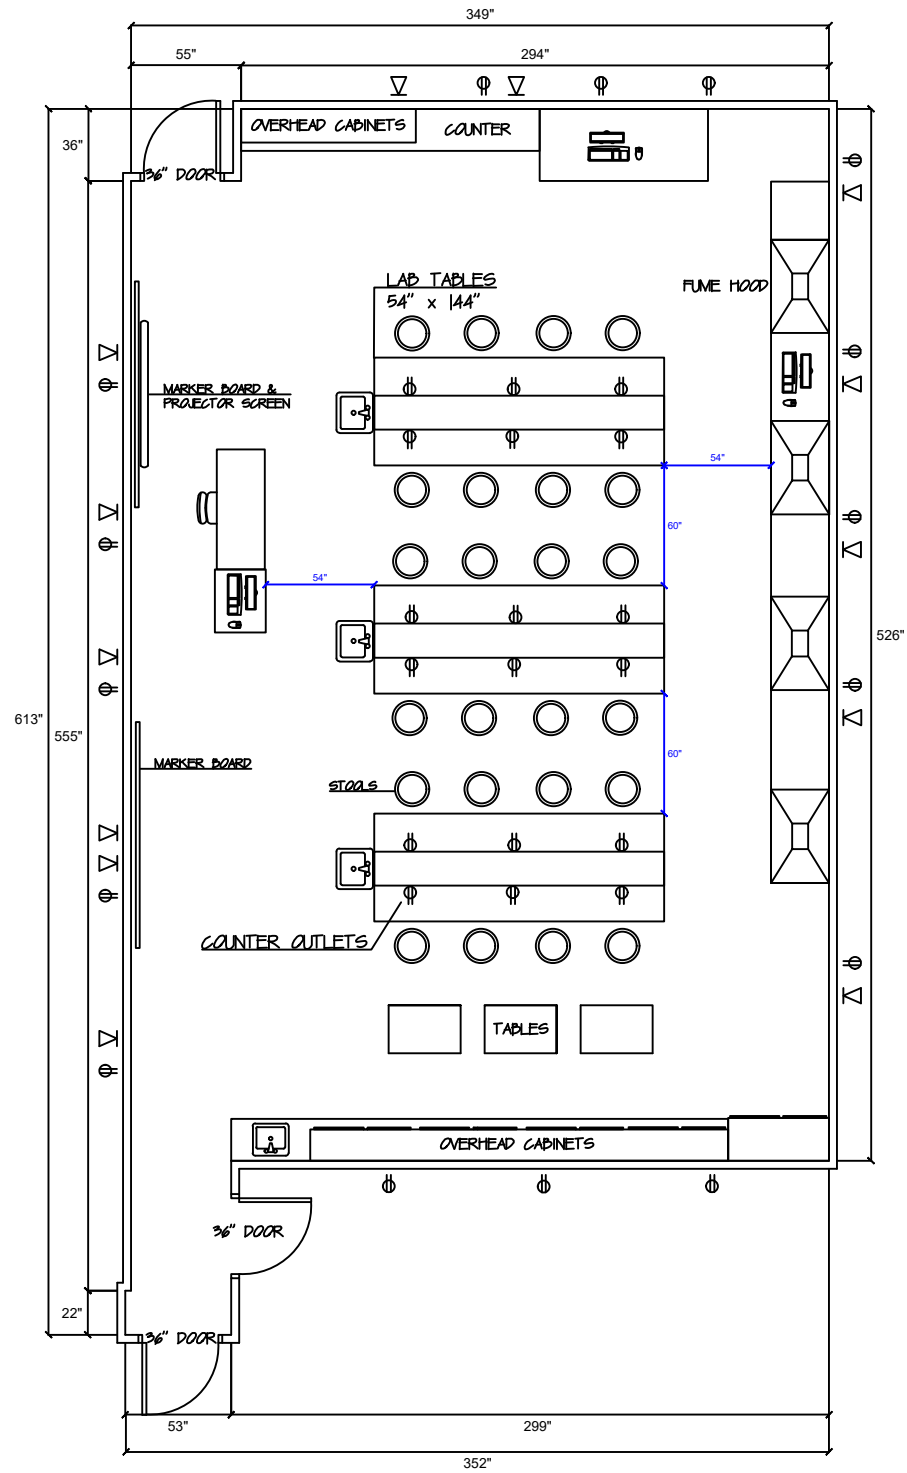 349"
55"
294"
OVERHEAD CABINETS
COUNTER
36"
36" DOOR
LAB TABLES
54" x 144"
FUME HOOD
MARKER BOARD &
PROJECTOR SCREEN
54"
60"
54"
526"
613"
555"
60"
MARKER BOARD
STOOLS
COUNTER OUTLETS
TABLES
OVERHEAD CABINETS
36" DOOR
22"
36" DOOR
53"
299"
352"